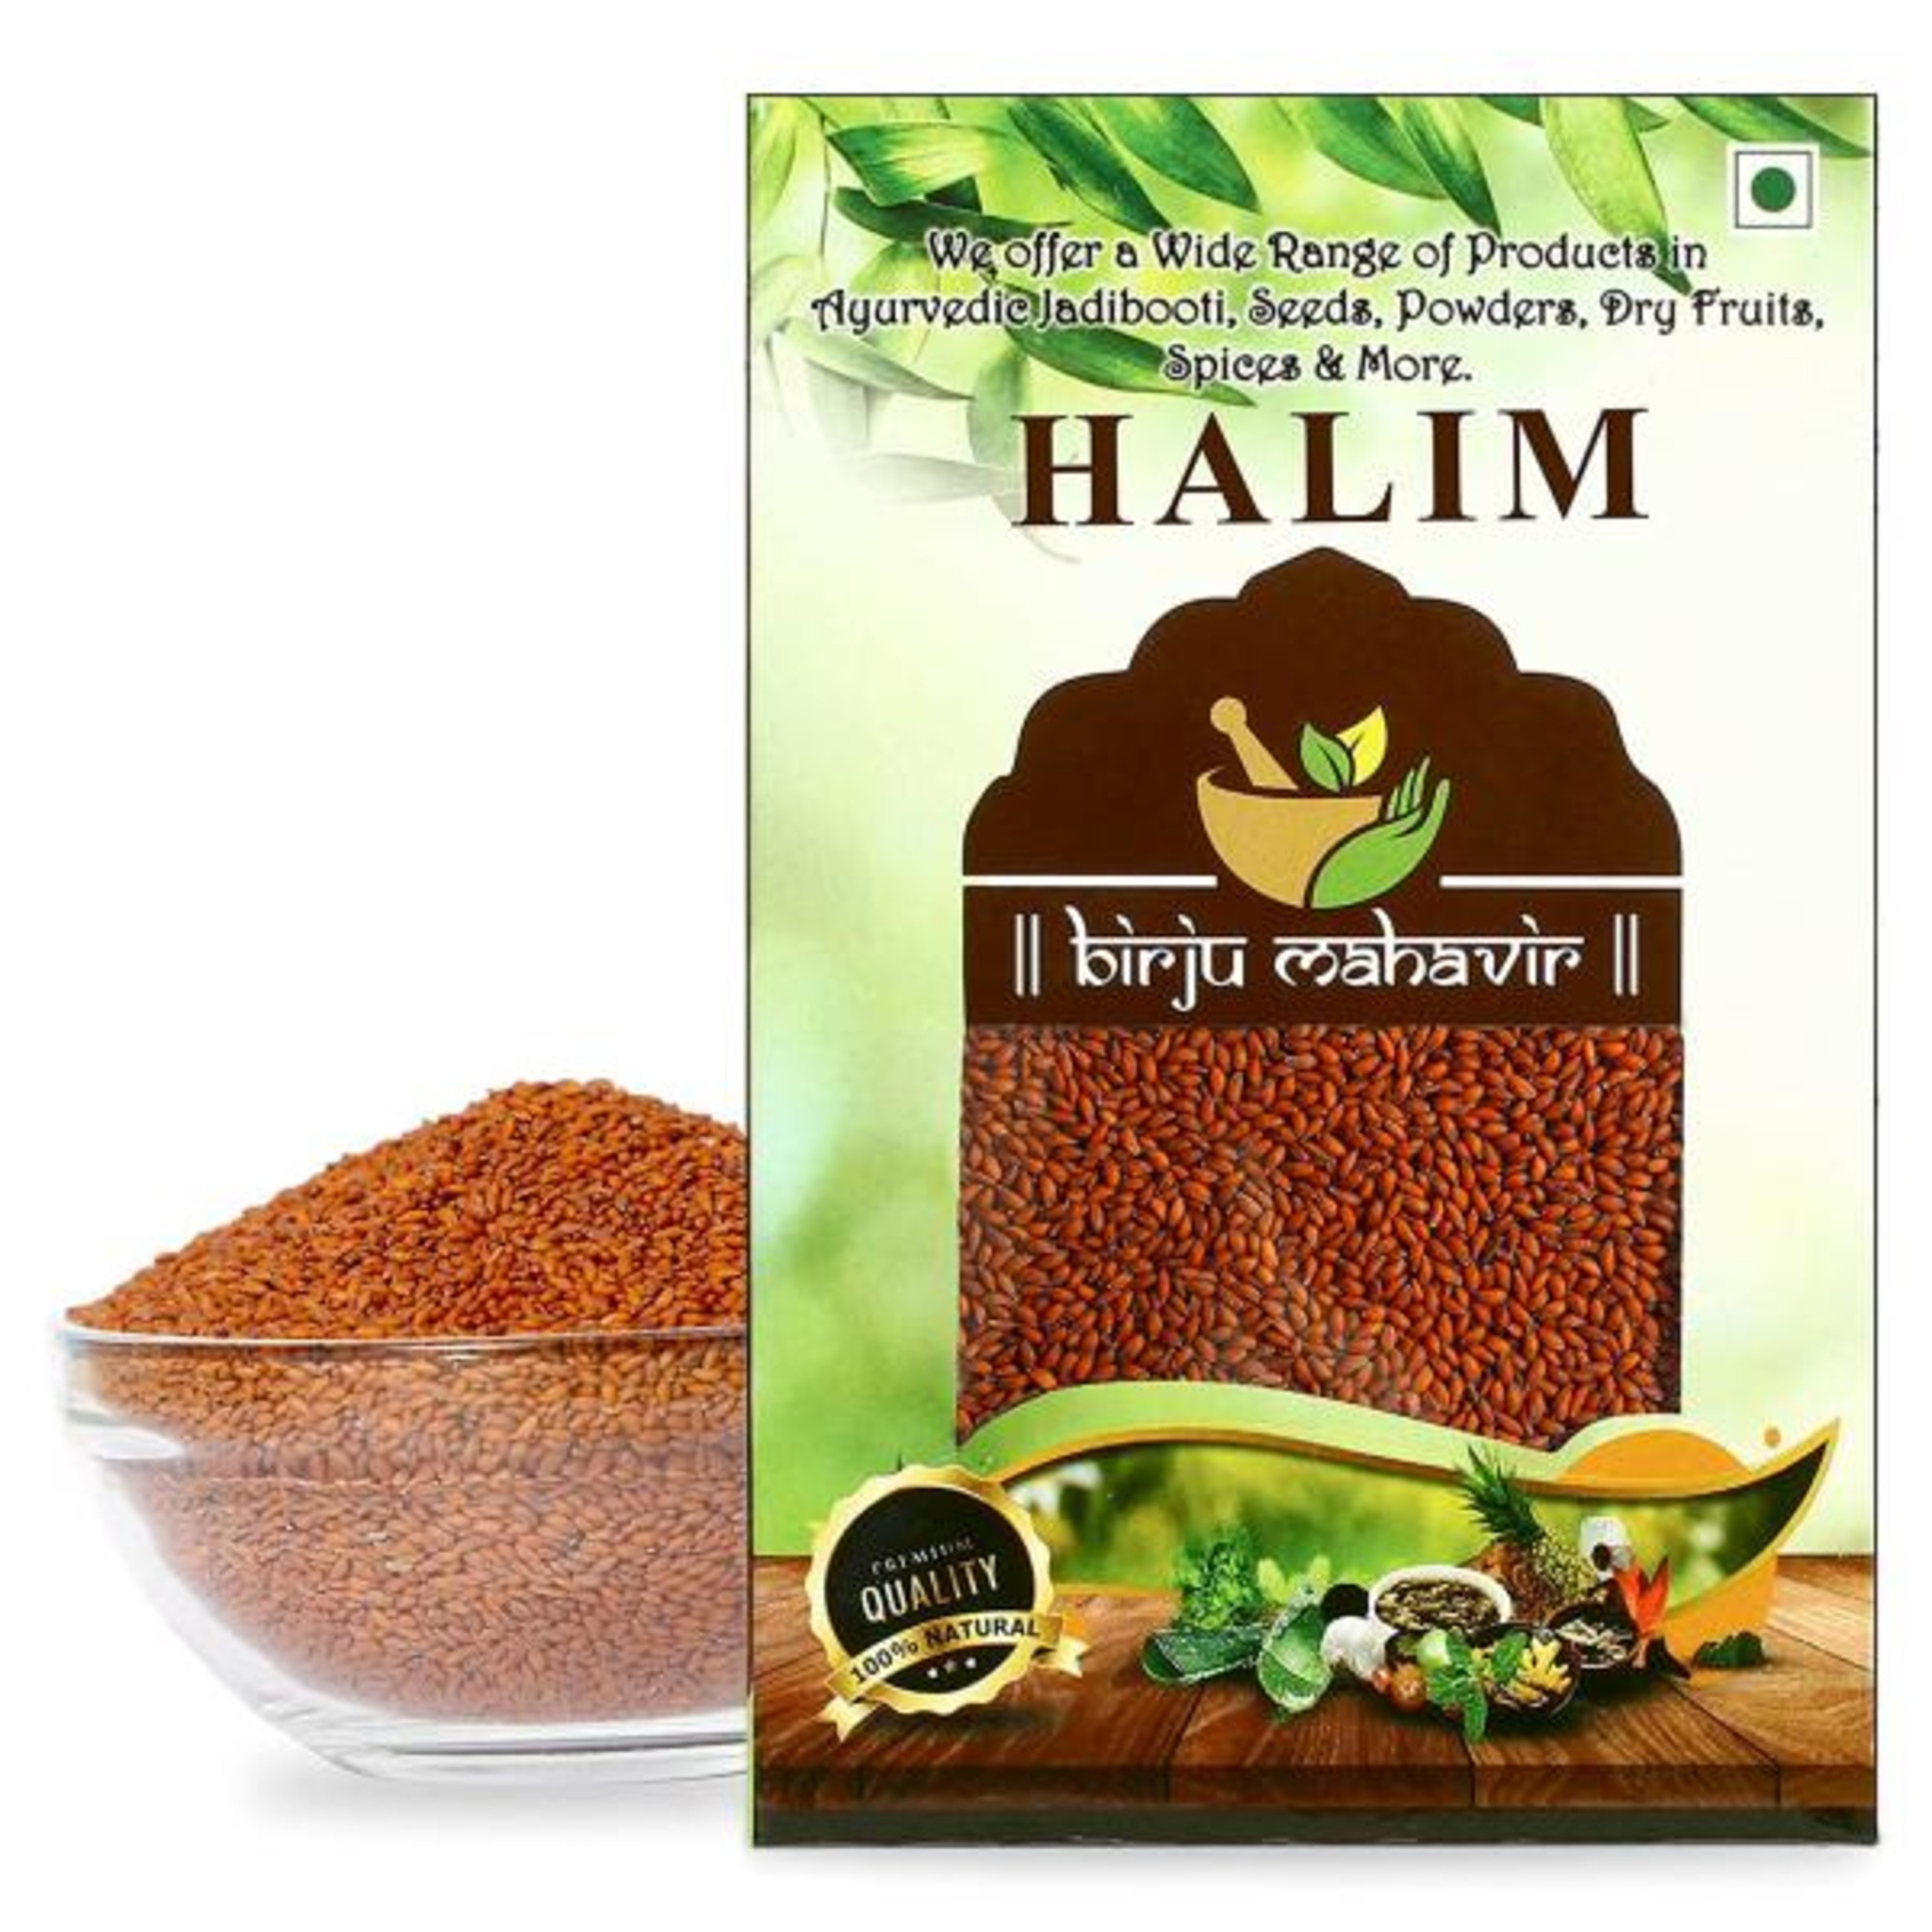 We offer a Wide Range of Products in
Ayurvedic Jadibooti, Seeds, Powders, Dry Fruits,
Spices & More.
HALIM
|| birju mahavir ||
PREMIUM
QUALITY
100% NATURAL